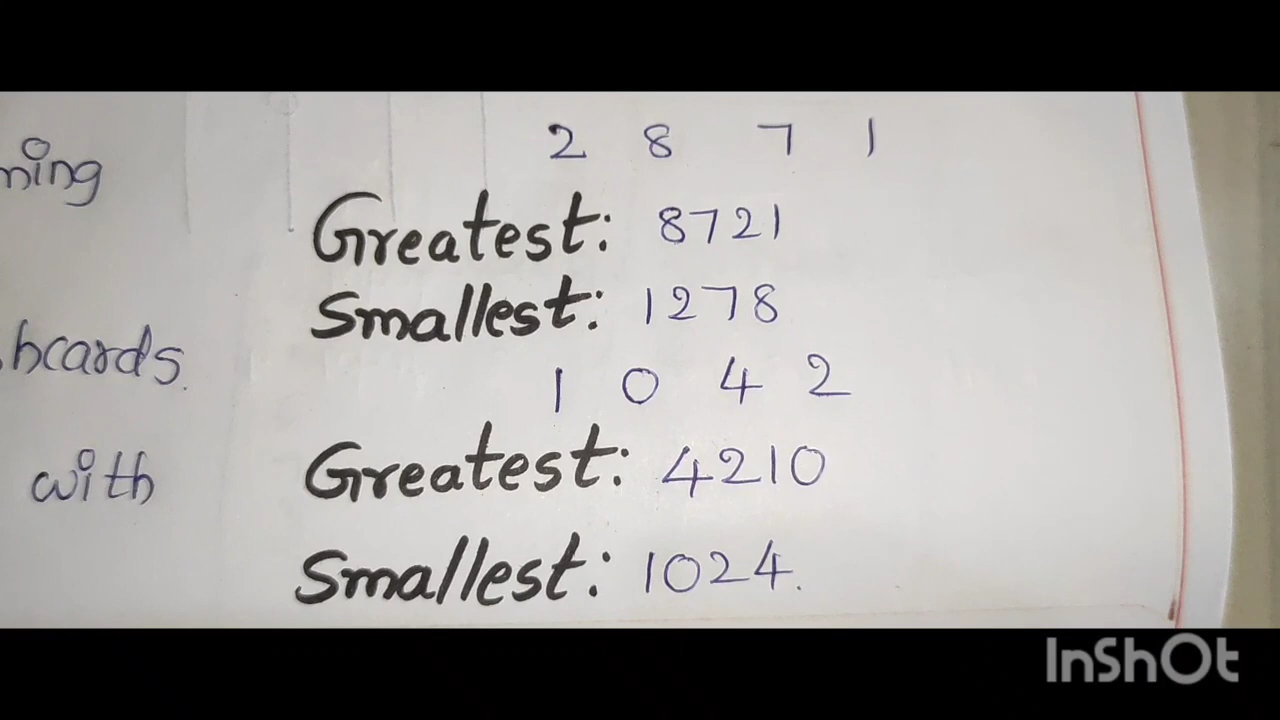 2 8 7 1
ning
Greatest: 8721
Smallest: 1278
hcards.
1 0 4 2
with
Greatest: 4210
Smallest: 1024.
InShOt